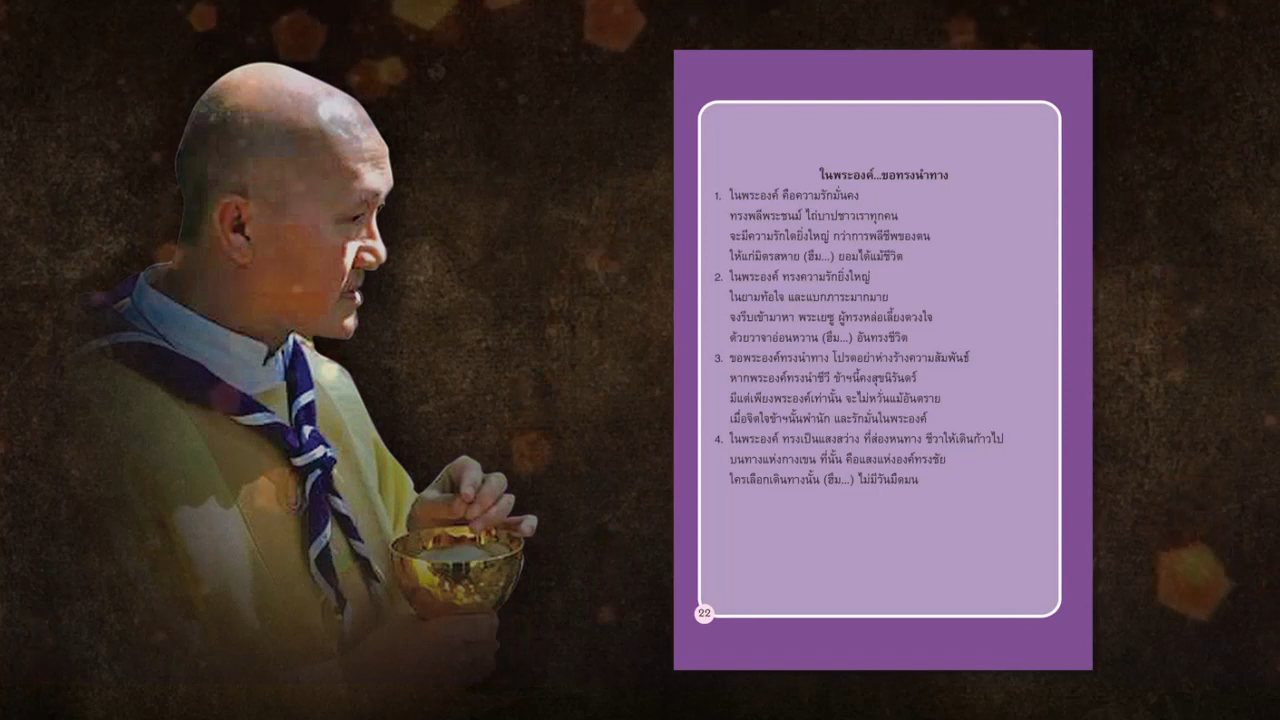 ในพระองค์...ขอทรงนำทาง
1. ในพระองค์ คือความรักมั่นคง
ทรงพลีพระชนม์ ไถ่บาปชาวเราทุกคน
จะมีความรักใดยิ่งใหญ่ กว่าการพลีชีพของตน
ให้แก่มิตรสหาย (ฮืม...) ยอมได้แม้ชีวิต
2. ในพระองค์ ทรงความรักยิ่งใหญ่
ในยามท้อใจ และแบกภาระมากมาย
จงรีบเข้ามาหา พระเยซู ผู้ทรงหล่อเลี้ยงดวงใจ
ด้วยวาจาอ่อนหวาน (ฮืม...) อันทรงชีวิต
3. ขอพระองค์ทรงนำทาง โปรดอย่าห่างร้างความสัมพันธ์
หากพระองค์ทรงนำชีวี ข้าฯนี้คงสุขนิรันดร์
มีแต่เพียงพระองค์เท่านั้น จะไม่หวั่นแม้อันตราย
เมื่อจิตใจข้าฯนั้นพำนัก และรักมั่นในพระองค์
4. ในพระองค์ ทรงเป็นแสงสว่าง ที่ส่องหนทาง ชีวาให้เดินก้าวไป
บนทางแห่งกางเขน ที่นั้น คือแสงแห่งองค์ทรงชัย
ใครเลือกเดินทางนั้น (ฮืม...) ไม่มีวันมืดมน
22